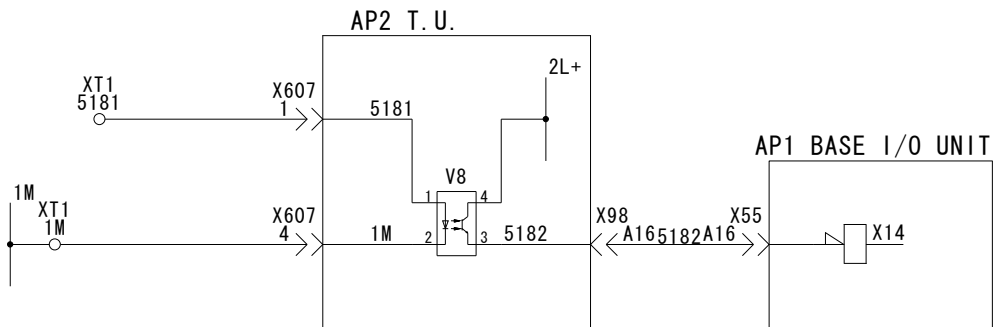 AP2 T.U.
2L+
XT1
5181
X607
1
5181
AP1 BASE I/O UNIT
V8
1
4
1M
XT1
1M
X607
4
1M
2
3
5182
X98
A16 5182 A16
X55
X14